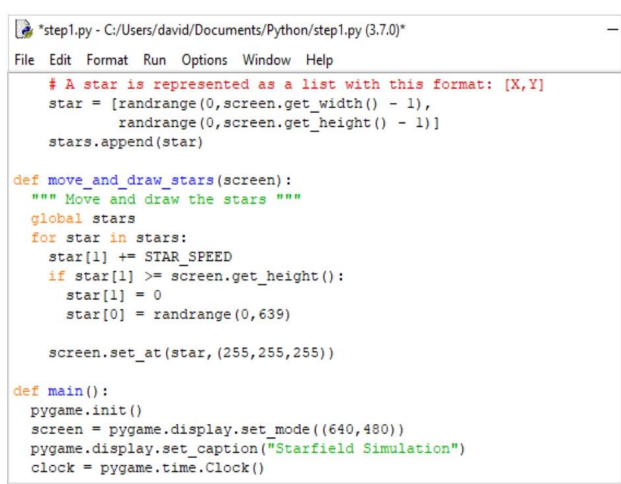 *step1.py - C:/Users/david/Documents/Python/step1.py (3.7.0)*
File Edit Format Run Options Window Help
# A star is represented as a list with this format: [X,Y]
star = [randrange(0,screen.get_width() - 1),
randrange(0,screen.get_height() - 1)]
stars.append(star)
def move_and_draw_stars(screen):
""" Move and draw the stars """
global stars
for star in stars:
star[1] += STAR_SPEED
if star[1] >= screen.get_height():
star[1] = 0
star[0] = randrange(0,639)
screen.set_at(star,(255,255,255))
def main():
pygame.init()
screen = pygame.display.set_mode((640,480))
pygame.display.set_caption("Starfield Simulation")
clock = pygame.time.Clock()